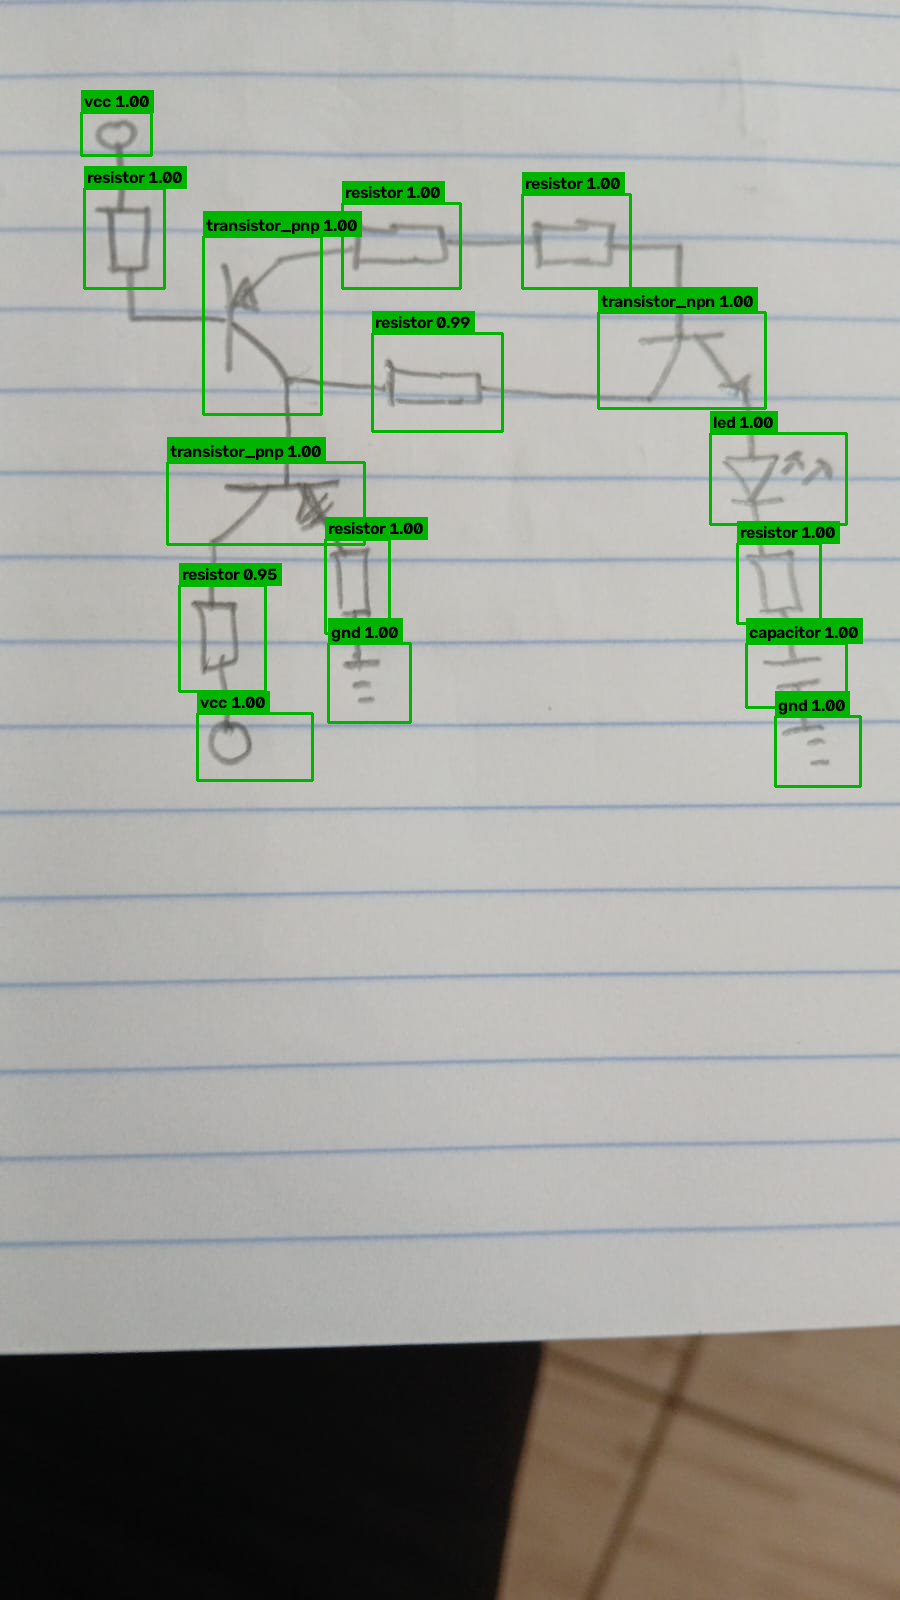 vcc 1.00
resistor 1.00
resistor 1.00
resistor 1.00
transistor_pnp 1.00
transistor_npn 1.00
resistor 0.99
led 1.00
transistor_pnp 1.00
resistor 1.00
resistor 1.00
resistor 0.95
gnd 1.00
capacitor 1.00
vcc 1.00
gnd 1.00